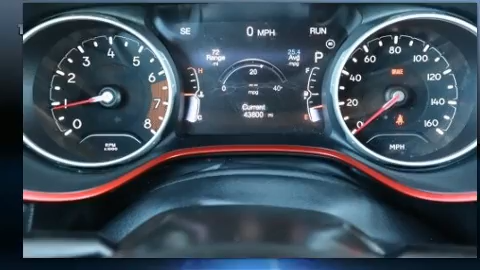 SE 0 MPH RUN
72
Range
mi
25.4
Avg
mpg
P
0 1 2 3 4 5 6 7 8
RPM
x1000
H
C
20
0 40+
mpg
Current
43800 mi
F
E
0 20 40 60 80 100 120 140 160
BRAKE
MPH